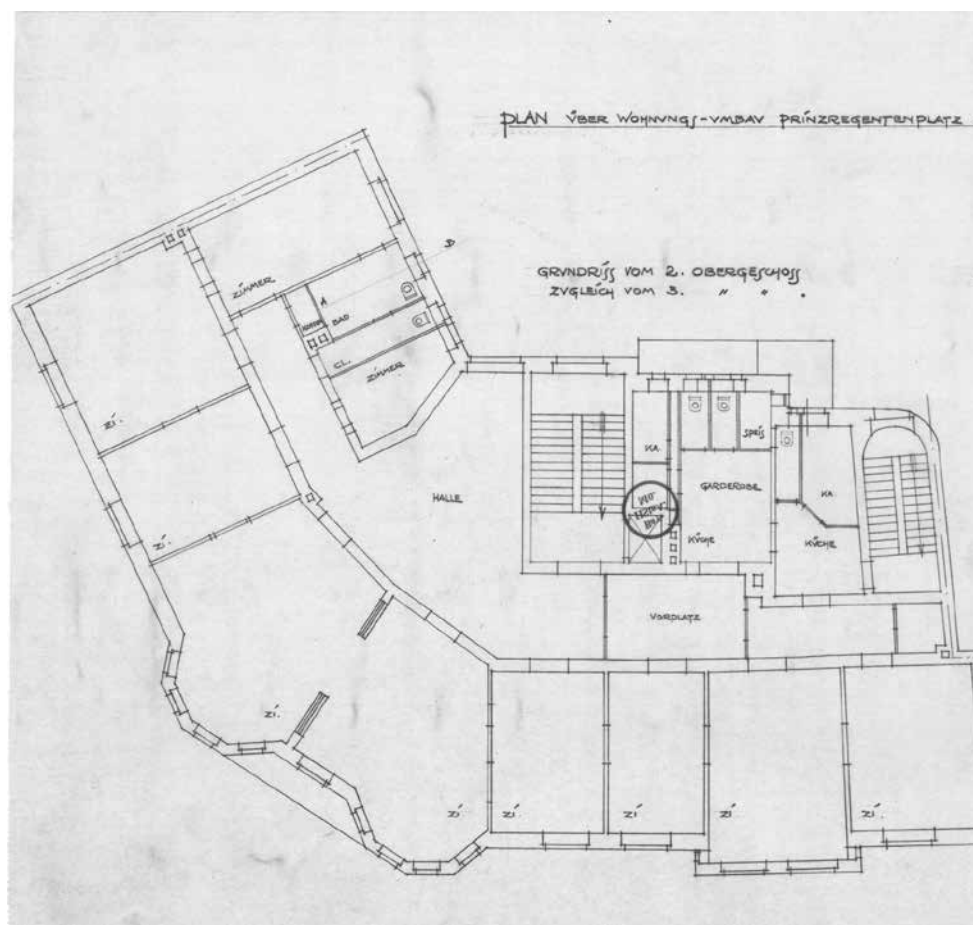 PLAN ÜBER WOHNUNGS-UMBAU PRINZREGENTENPLATZ
GRUNDRISS VOM 2. OBERGESCHOSS
ZUGLEICH VOM 3. " " .
ZIMMER
A
B
BAD
CL.
ZIMMER
ZI.
ZI.
HALLE
KA.
SPEIS
GARDEROBE
KÜCHE
KA.
KÜCHE
VORPLATZ
ZI.
ZI
ZI
ZI.
ZI.
ZI.